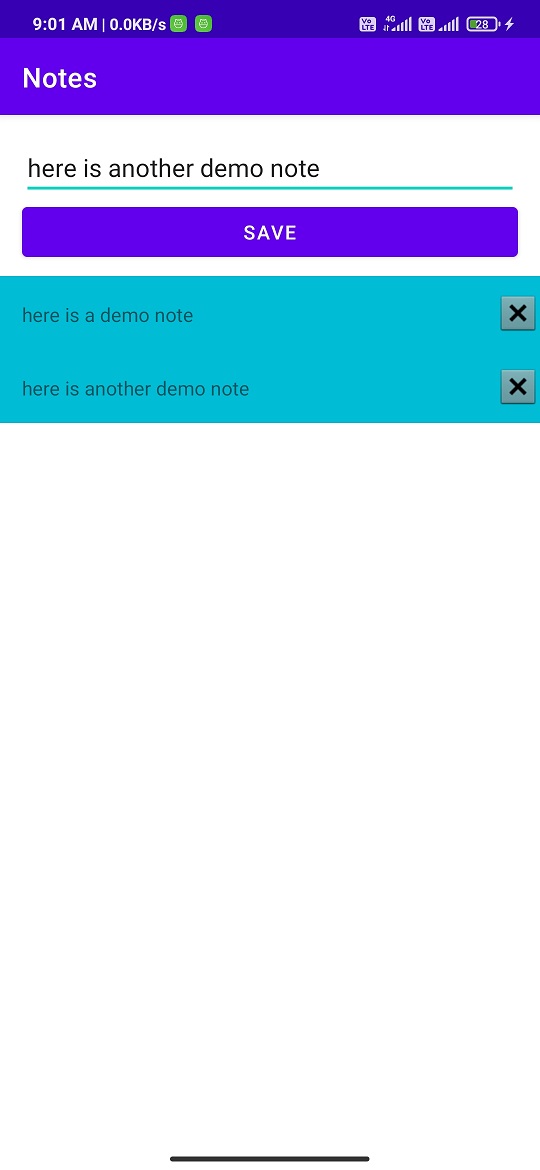 9:01 AM | 0.0KB/s Vo LTE 4G Vo LTE 28
Notes
here is another demo note
SAVE
here is a demo note
here is another demo note